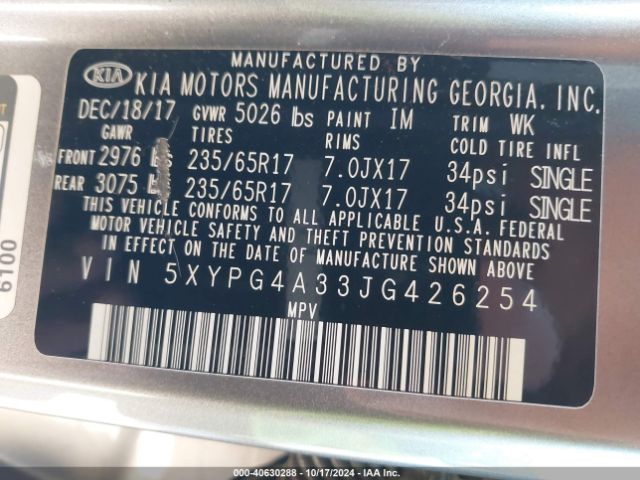 MANUFACTURED BY
KIA KIA MOTORS MANUFACTURING GEORGIA. INC.
DEC/18/17 GVWR 5026 lbs PAINT IM TRIM WK
GAWR TIRES RIMS COLD TIRE INFL
FRONT 2976 235/65R17 7.0JX17 34psi SINGLE
REAR 3075 235/65R17 7.0JX17 34psi SINGLE
THIS VEHICLE CONFORMS TO ALL APPLICABLE U.S.A. FEDERAL
MOTOR VEHICLE SAFETY AND THEFT PREVENTION STANDARDS
IN EFFECT ON THE DATE OF MANUFACTURE SHOWN ABOVE
VIN 5XYPG4A33JG426254
MPV
6100
000-40630288 - 10/17/2024 - IAA Inc.